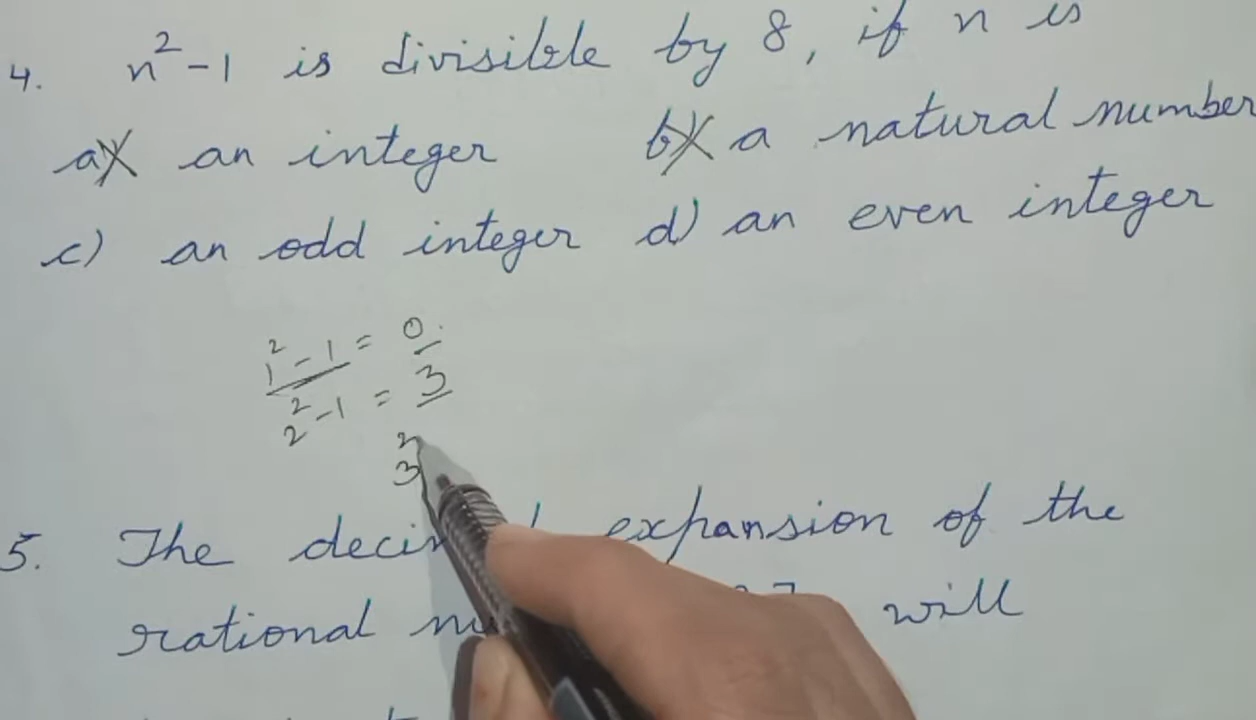 4. n² - 1 is divisible by 8, if n is
a) an integer b) a natural number
c) an odd integer d) an even integer
1² - 1 = 0.
2² - 1 = 3
3²
5. The expansion of the
rational will